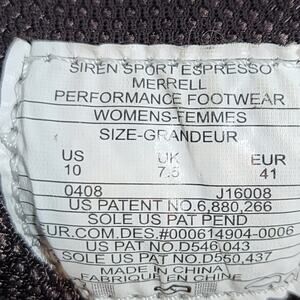 SIREN SPORT ESPRESSO
MERRELL
PERFORMANCE FOOTWEAR
WOMENS-FEMMES
SIZE-GRANDEUR
US UK EUR
10 7.5 41
0408 J16008
US PATENT NO.6,880,266
SOLE US PAT PEND
EUR.COM.DES.#000614904-0006
US PAT NO.D546,043
SOLE US PAT NO.D550,437
MADE IN CHINA
FABRIQUE EN CHINE